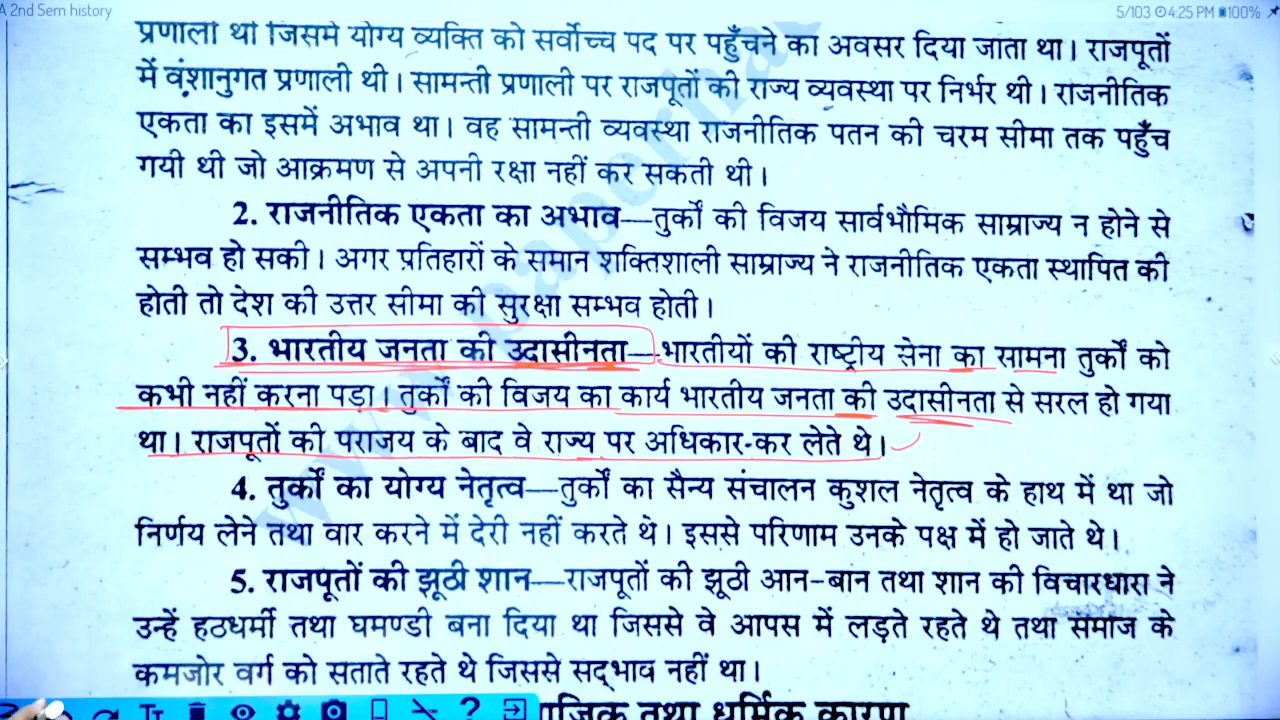 A 2nd Sem history
5/103 4:25 PM 100%
प्रणाली थी जिसमें योग्य व्यक्ति को सर्वोच्च पद पर पहुँचने का अवसर दिया जाता था। राजपूतों
में वंशानुगत प्रणाली थी। सामन्ती प्रणाली पर राजपूतों की राज्य व्यवस्था पर निर्भर थी। राजनीतिक
एकता का इसमें अभाव था। वह सामन्ती व्यवस्था राजनीतिक पतन की चरम सीमा तक पहुँच
गयी थी जो आक्रमण से अपनी रक्षा नहीं कर सकती थी।
2. राजनीतिक एकता का अभाव—तुर्कों की विजय सार्वभौमिक साम्राज्य न होने से
सम्भव हो सकी। अगर प्रतिहारों के समान शक्तिशाली साम्राज्य ने राजनीतिक एकता स्थापित की
होती तो देश की उत्तर सीमा की सुरक्षा सम्भव होती।
3. भारतीय जनता की उदासीनता—भारतीयों की राष्ट्रीय सेना का सामना तुर्कों को
कभी नहीं करना पड़ा। तुर्कों की विजय का कार्य भारतीय जनता की उदासीनता से सरल हो गया
था। राजपूतों की पराजय के बाद वे राज्य पर अधिकार-कर लेते थे।
4. तुर्कों का योग्य नेतृत्व—तुर्कों का सैन्य संचालन कुशल नेतृत्व के हाथ में था जो
निर्णय लेने तथा वार करने में देरी नहीं करते थे। इससे परिणाम उनके पक्ष में हो जाते थे।
5. राजपूतों की झूठी शान—राजपूतों की झूठी आन-बान तथा शान की विचारधारा ने
उन्हें हठधर्मी तथा घमण्डी बना दिया था जिससे वे आपस में लड़ते रहते थे तथा समाज के
कमजोर वर्ग को सताते रहते थे जिससे सद्भाव नहीं था।
तथा धार्मिक कारण